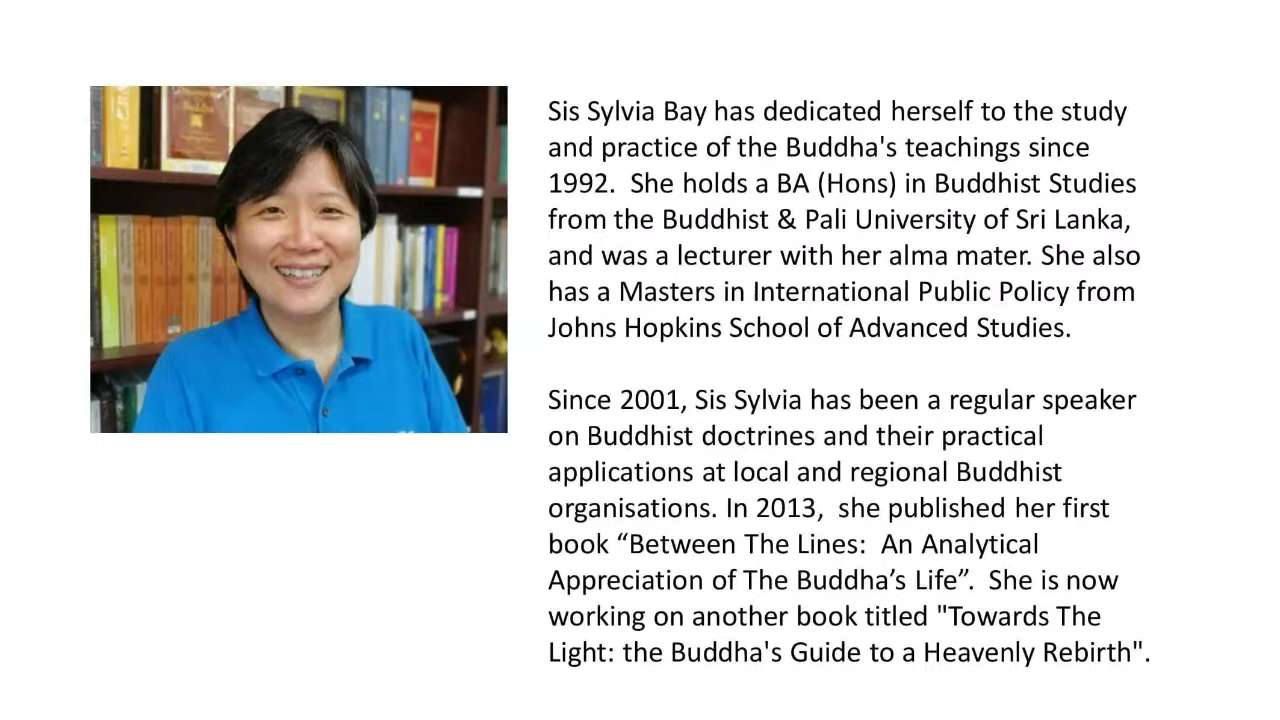 Sis Sylvia Bay has dedicated herself to the study
and practice of the Buddha's teachings since
1992.  She holds a BA (Hons) in Buddhist Studies
from the Buddhist & Pali University of Sri Lanka,
and was a lecturer with her alma mater. She also
has a Masters in International Public Policy from
Johns Hopkins School of Advanced Studies.
Since 2001, Sis Sylvia has been a regular speaker
on Buddhist doctrines and their practical
applications at local and regional Buddhist
organisations. In 2013,  she published her first
book “Between The Lines:  An Analytical
Appreciation of The Buddha’s Life”.  She is now
working on another book titled "Towards The
Light: the Buddha's Guide to a Heavenly Rebirth".